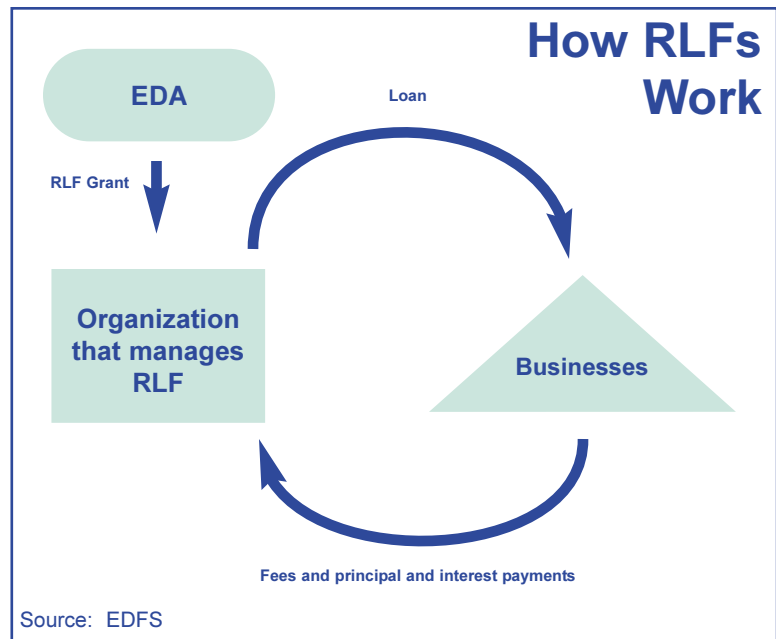 How RLFs
Work
EDA
Loan
RLF Grant
Organization
that manages
RLF
Businesses
Fees and principal and interest payments
Source: EDFS